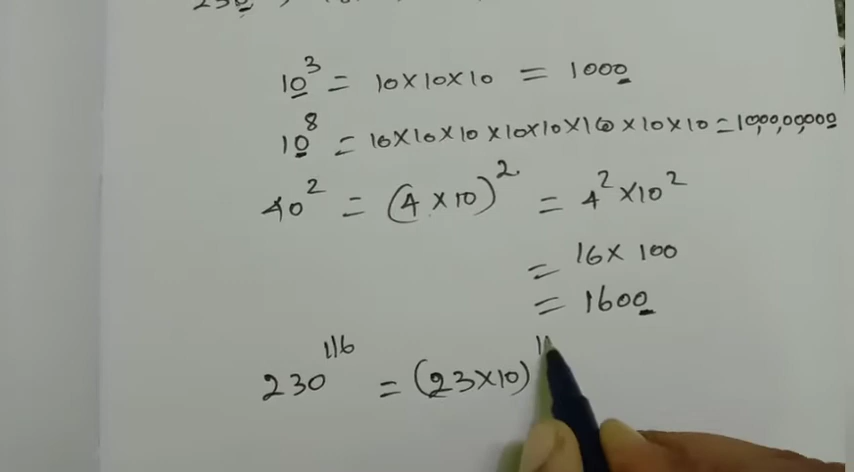 10³ = 10×10×10 = 1000
10⁸ = 10×10×10×10×10×10×10×10 = 10,00,00,000
40² = (4×10)² = 4²×10²
= 16×100
= 1600
230¹¹⁶ = (23×10)¹¹